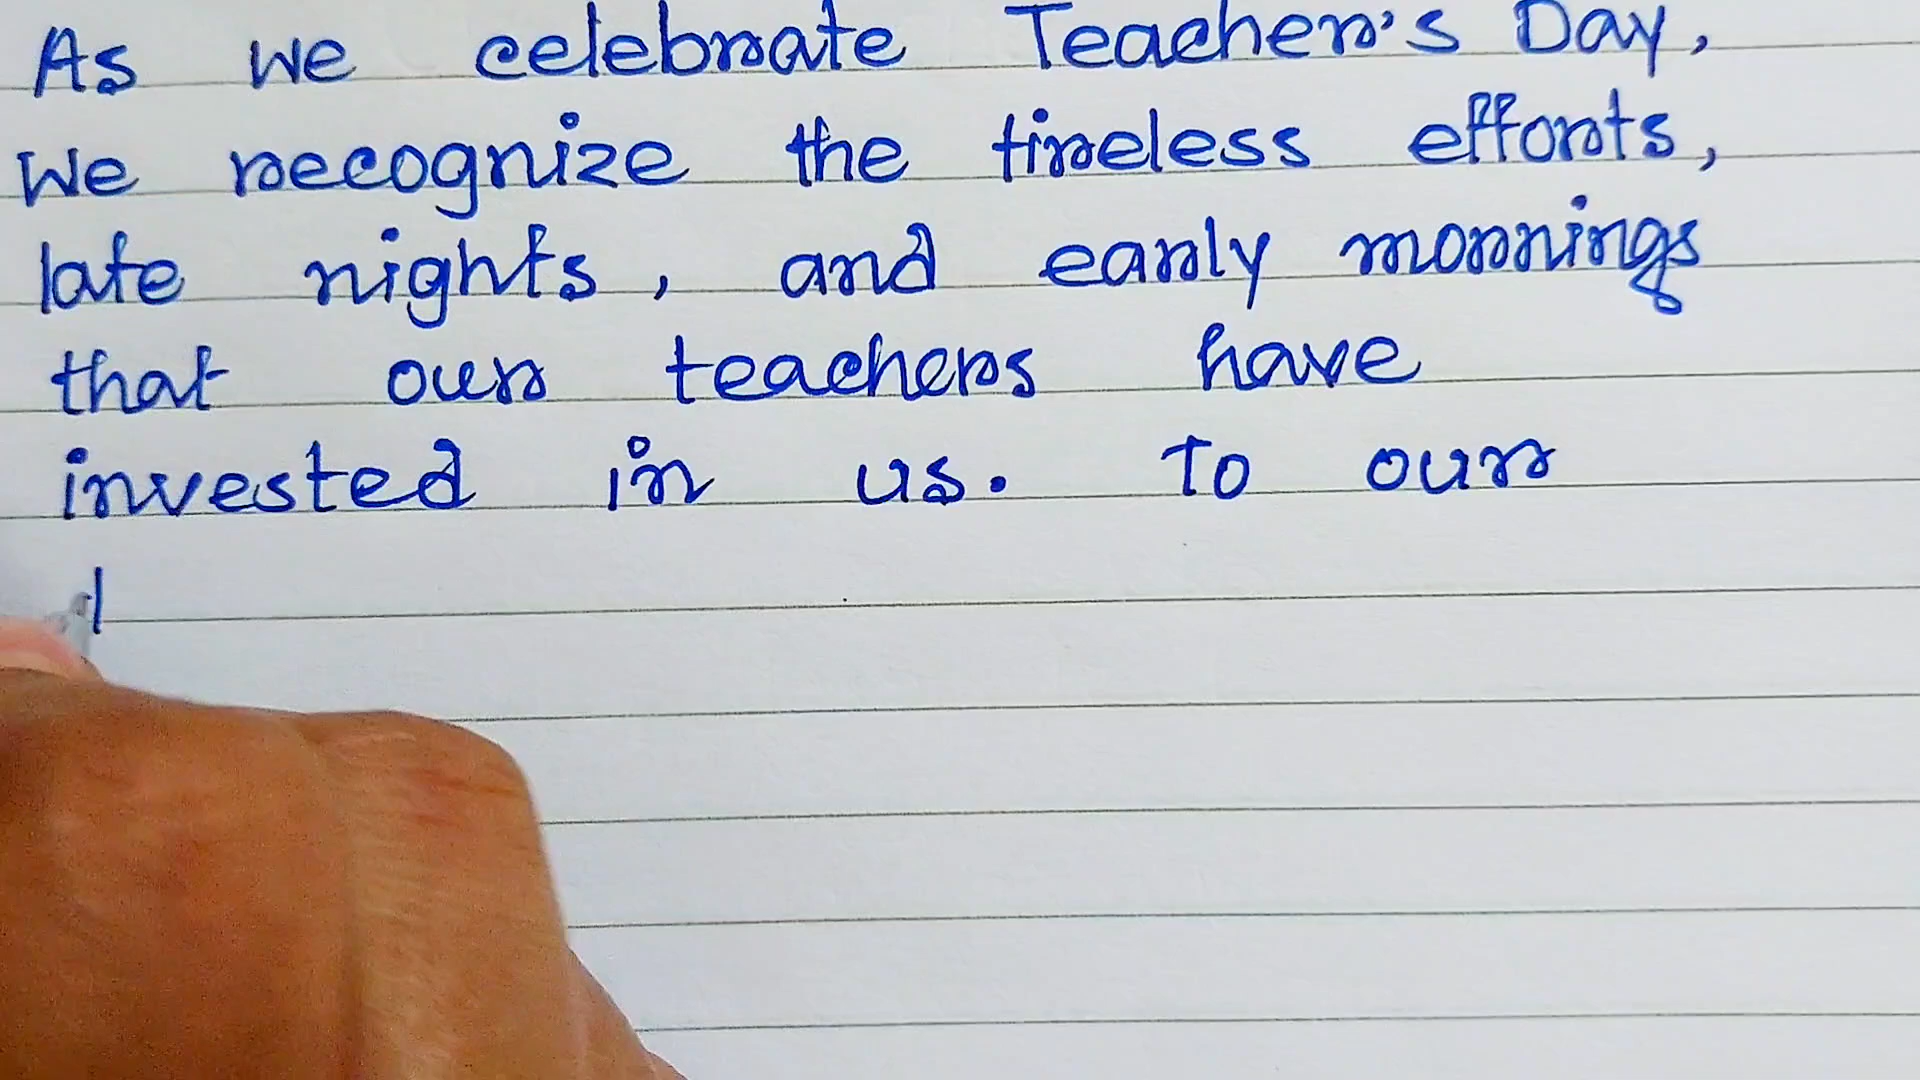 As we celebrate Teacher's Day,
We recognize the tireless efforts,
late nights, and early mornings
that our teachers have
invested in us. To our